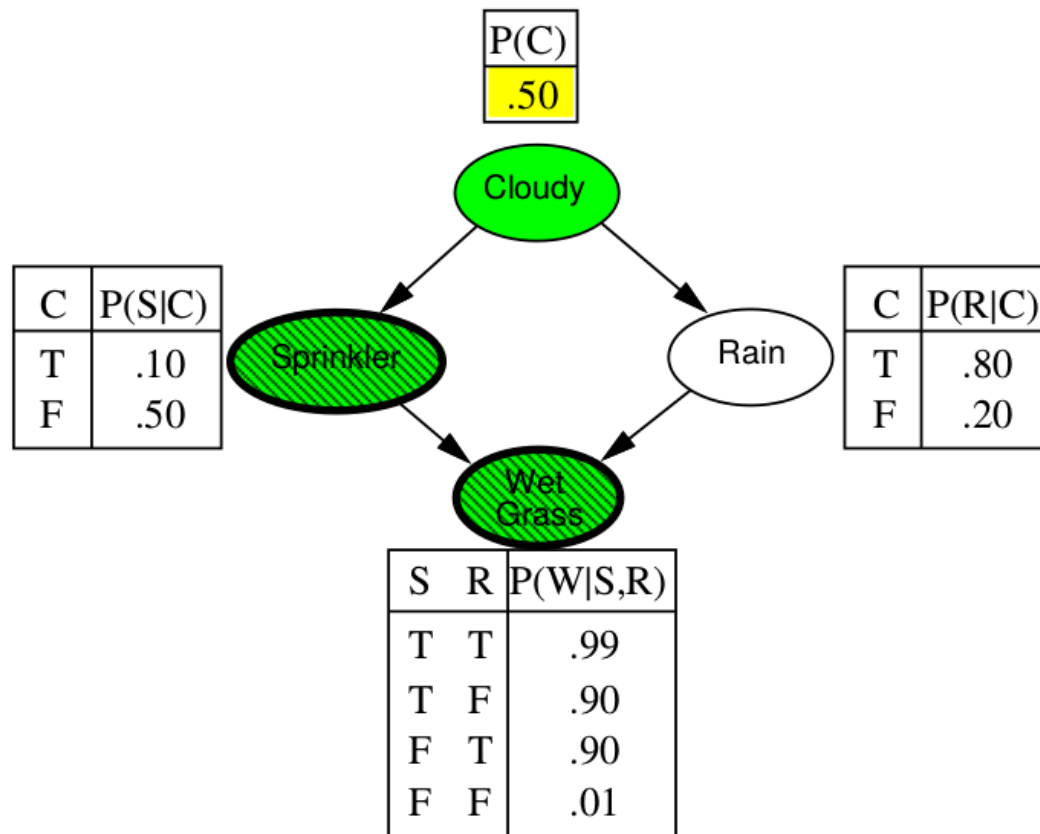 P(C)
.50
Cloudy
C P(S|C)
T .10
F .50
Sprinkler
Rain
C P(R|C)
T .80
F .20
Wet
Grass
S R P(W|S,R)
T T .99
T F .90
F T .90
F F .01